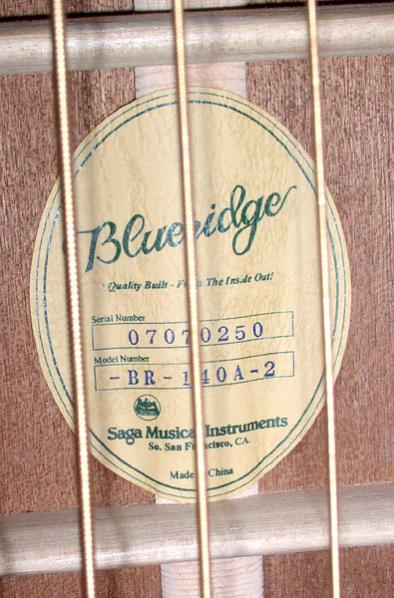 Blueridge
Quality Built - From The Inside Out!
Serial Number
07070250
Model Number
-BR-140A-2
Saga Musical Instruments
So. San Francisco, CA.
Made China